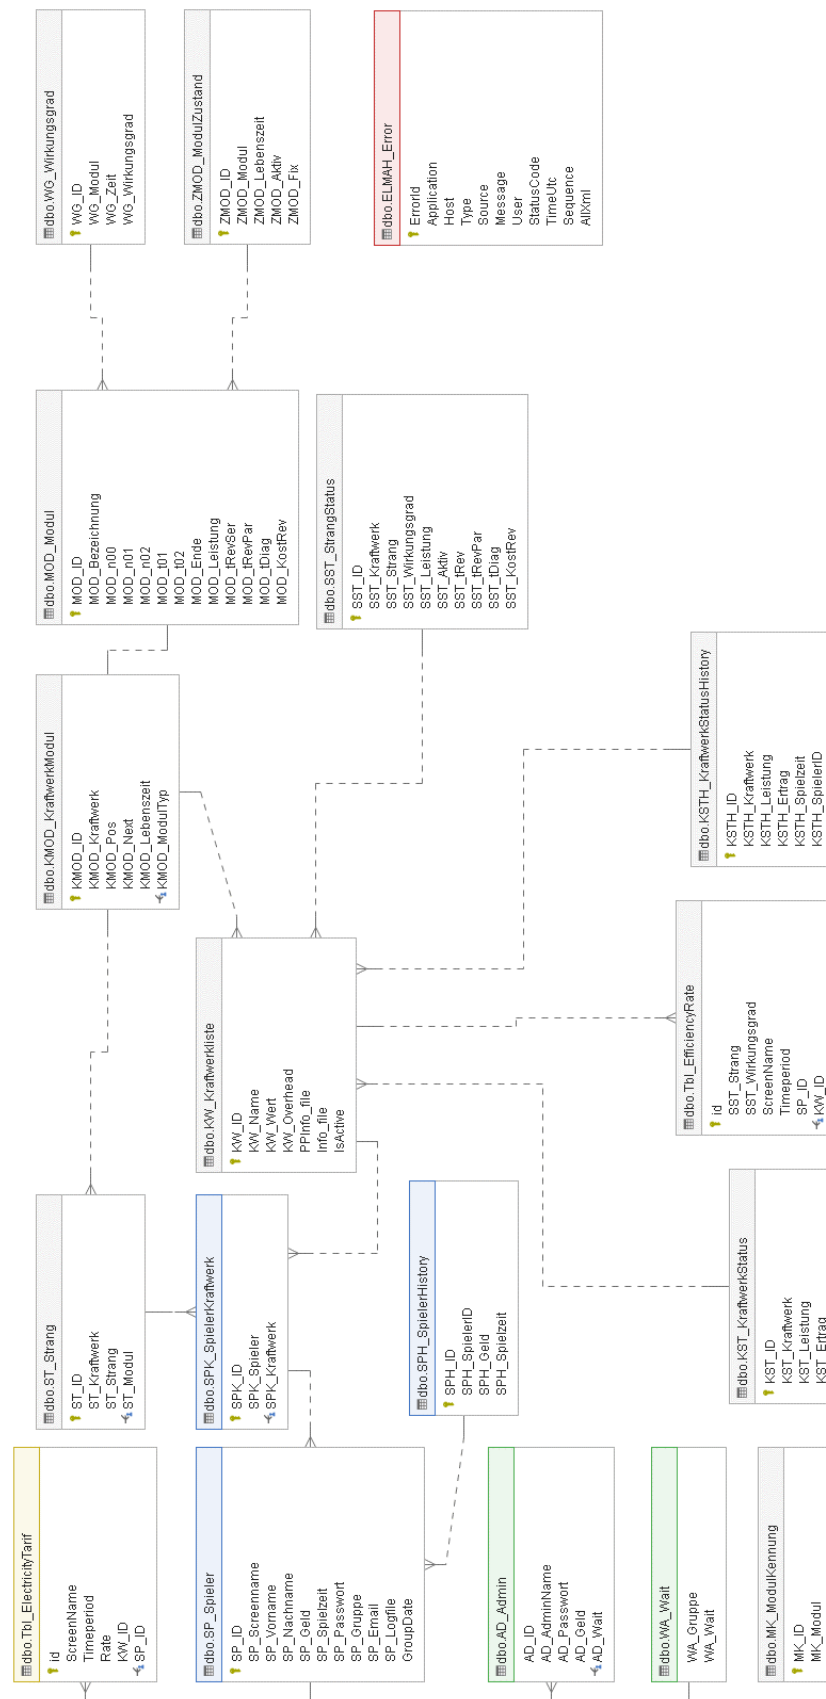 dbo.WG_Wirkungsgrad
WG_ID
WG_Modul
WG_Zeit
WG_Wirkungsgrad
dbo.ZMOD_ModulZustand
ZMOD_ID
ZMOD_Modul
ZMOD_Lebenszeit
ZMOD_Aktiv
ZMOD_Fix
dbo.ELMAH_Error
ErrorId
Application
Host
Type
Source
Message
User
StatusCode
TimeUtc
Sequence
AllXml
dbo.MOD_Modul
MOD_ID
MOD_Bezeichnung
MOD_n00
MOD_n01
MOD_n02
MOD_t01
MOD_t02
MOD_Ende
MOD_Leistung
MOD_tRevSer
MOD_tRevPar
MOD_tDiag
MOD_KostRev
dbo.SST_StrangStatus
SST_ID
SST_Kraftwerk
SST_Strang
SST_Wirkungsgrad
SST_Leistung
SST_Aktiv
SST_tRev
SST_tRevPar
SST_tDiag
SST_KostRev
dbo.KMOD_KraftwerkModul
KMOD_ID
KMOD_Kraftwerk
KMOD_Pos
KMOD_Next
KMOD_Lebenszeit
KMOD_ModulTyp
dbo.KSTH_KraftwerkStatusHistory
KSTH_ID
KSTH_Kraftwerk
KSTH_Leistung
KSTH_Ertrag
KSTH_Spielzeit
KSTH_SpielerID
dbo.KW_Kraftwerkliste
KW_ID
KW_Name
KW_Wert
KW_Overhead
PPInfo_file
Info_file
IsActive
dbo.Tbl_EfficiencyRate
id
SST_Strang
SST_Wirkungsgrad
ScreenName
Timeperiod
SP_ID
KW_ID
dbo.ST_Strang
ST_ID
ST_Kraftwerk
ST_Strang
ST_Modul
dbo.SPK_SpielerKraftwerk
SPK_ID
SPK_Spieler
SPK_Kraftwerk
dbo.SPH_SpielerHistory
SPH_ID
SPH_SpielerID
SPH_Geld
SPH_Spielzeit
dbo.KST_KraftwerkStatus
KST_ID
KST_Kraftwerk
KST_Leistung
KST_Ertrag
dbo.Tbl_ElectricityTarif
id
ScreenName
Timeperiod
Rate
KW_ID
SP_ID
dbo.SP_Spieler
SP_ID
SP_Screenname
SP_Vorname
SP_Nachname
SP_Geld
SP_Spielzeit
SP_Passwort
SP_Gruppe
SP_Email
SP_Logfile
GroupDate
dbo.AD_Admin
AD_ID
AD_AdminName
AD_Passwort
AD_Geld
AD_Wait
dbo.WA_Wait
WA_Gruppe
WA_Wait
dbo.MK_ModulKennung
MK_ID
MK_Modul